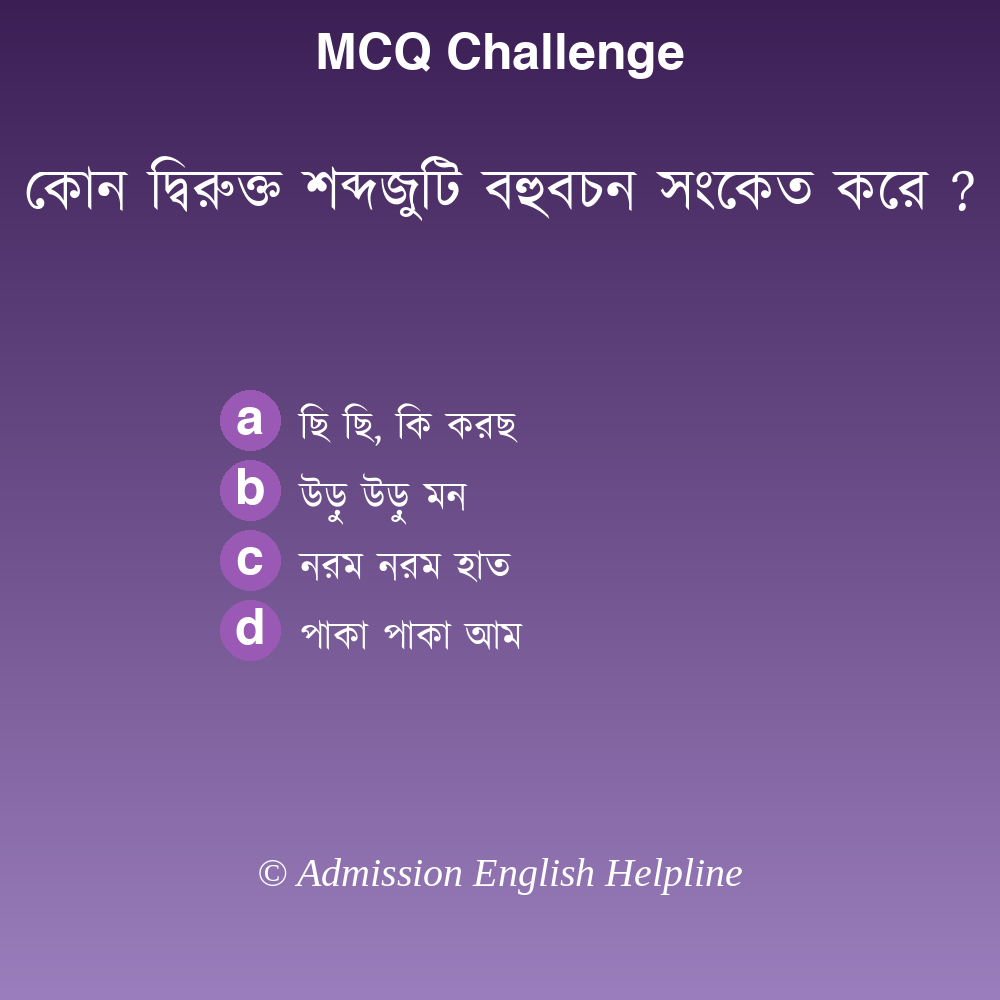 MCQ Challenge
কোন দ্বিরুক্ত শব্দজুটি বহুবচন সংকেত করে ?
a ছি ছি, কি করছ
b উড়ু উড়ু মন
c নরম নরম হাত
d পাকা পাকা আম
© Admission English Helpline